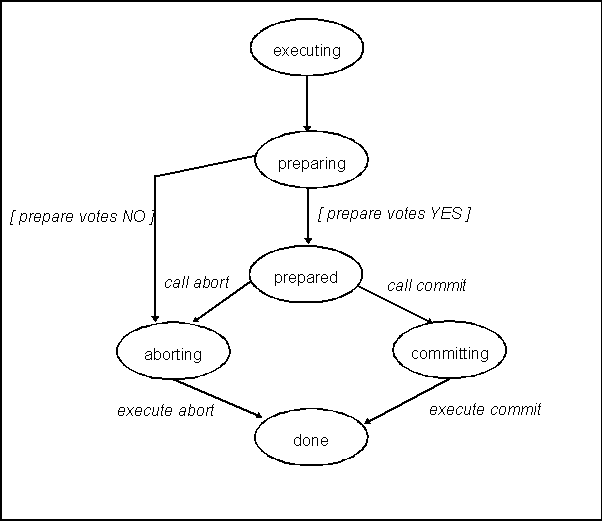 executing
preparing
[ prepare votes NO ]
[ prepare votes YES ]
prepared
call abort
call commit
aborting
committing
execute abort
execute commit
done